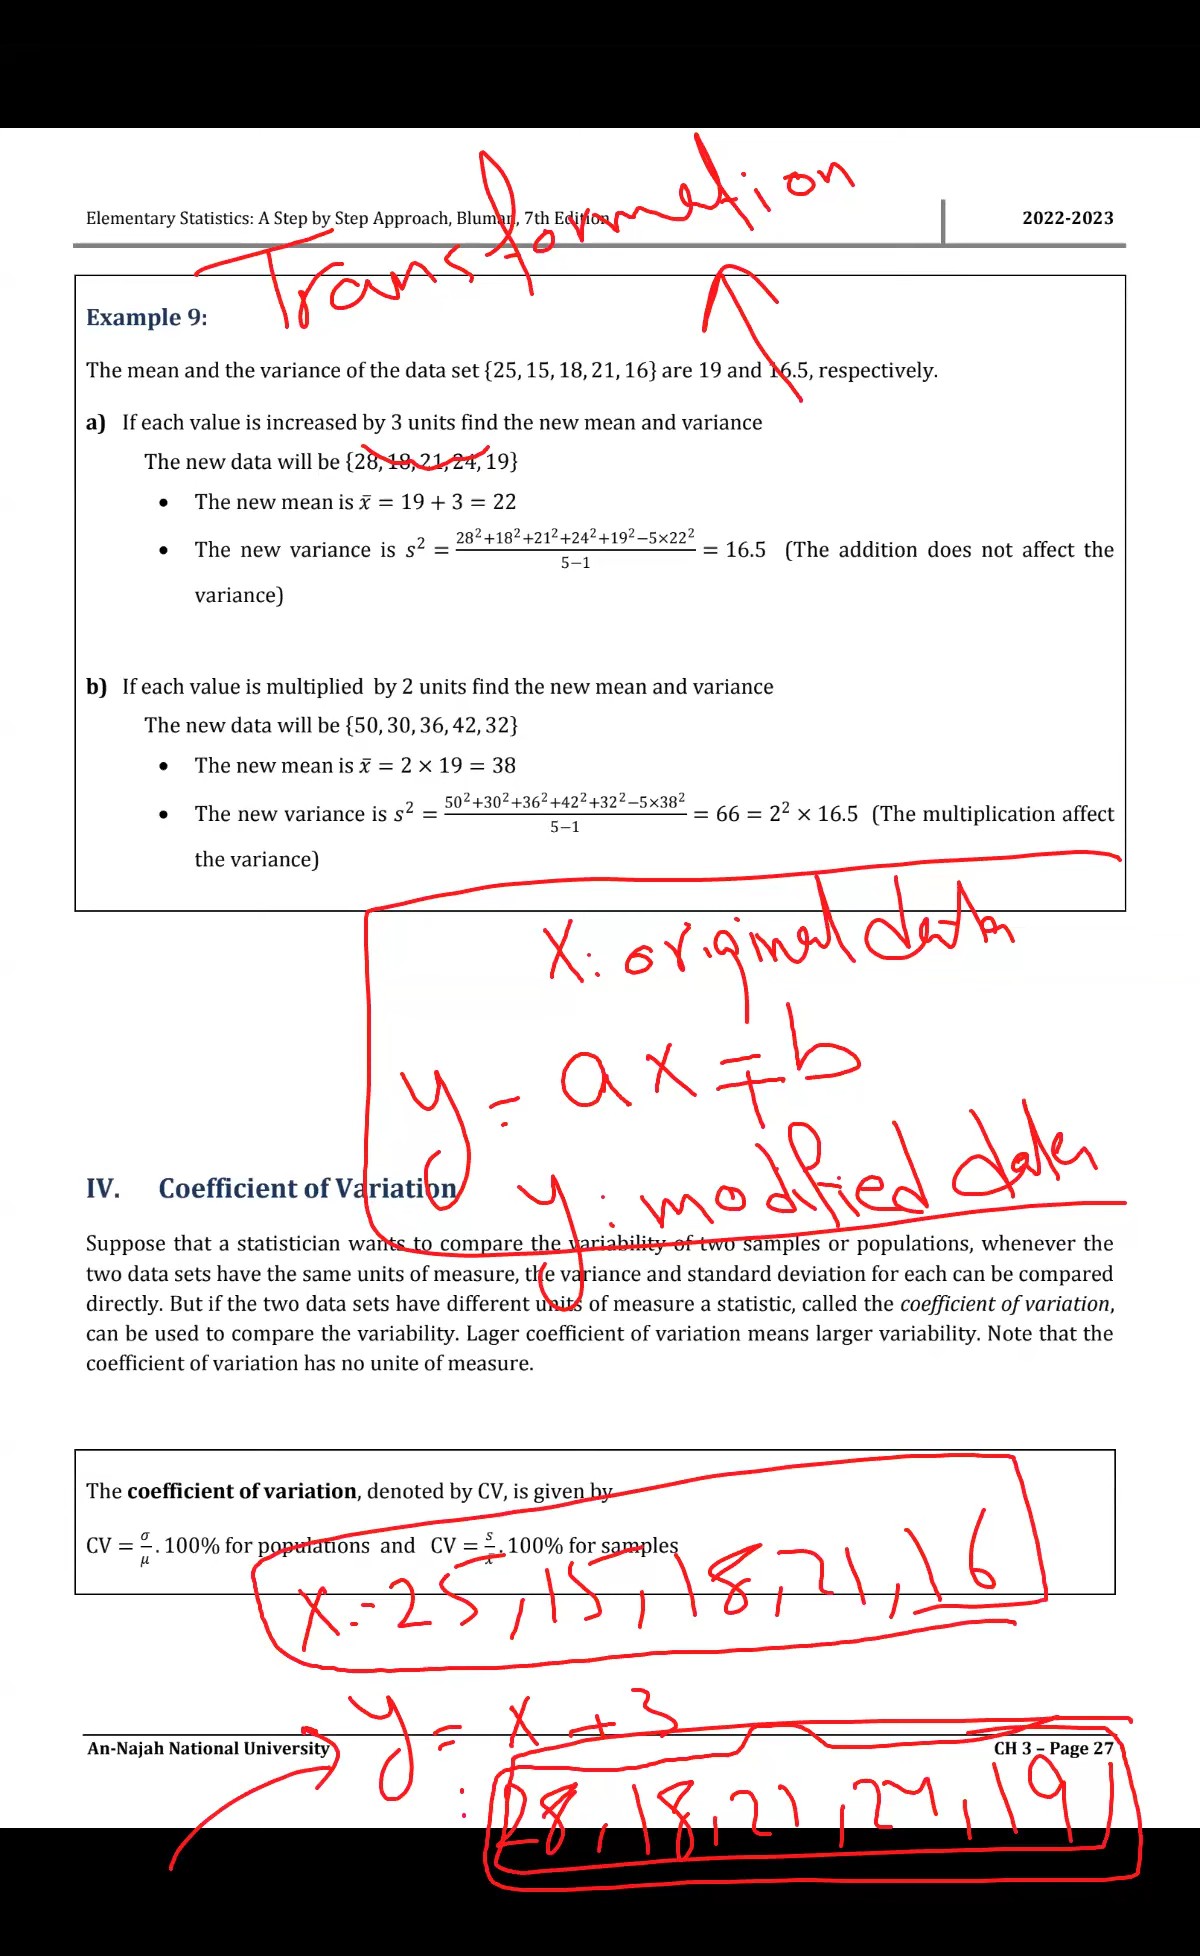 Transformation
Elementary Statistics: A Step by Step Approach, Bluman, 7th Edition
2022-2023
Example 9:
The mean and the variance of the data set {25, 15, 18, 21, 16} are 19 and 16.5, respectively.
a) If each value is increased by 3 units find the new mean and variance
The new data will be {28, 18, 21, 24, 19}
• The new mean is x̄ = 19 + 3 = 22
• The new variance is s² = (28²+18²+21²+24²+19²−5×22²)/(5−1) = 16.5 (The addition does not affect the
variance)
b) If each value is multiplied by 2 units find the new mean and variance
The new data will be {50, 30, 36, 42, 32}
• The new mean is x̄ = 2 × 19 = 38
• The new variance is s² = (50²+30²+36²+42²+32²−5×38²)/(5−1) = 66 = 2² × 16.5 (The multiplication affect
the variance)
X: original data
y = ax ∓ b
y: modified data
IV. Coefficient of Variation
Suppose that a statistician wants to compare the variability of two samples or populations, whenever the
two data sets have the same units of measure, the variance and standard deviation for each can be compared
directly. But if the two data sets have different units of measure a statistic, called the coefficient of variation,
can be used to compare the variability. Lager coefficient of variation means larger variability. Note that the
coefficient of variation has no unite of measure.
The coefficient of variation, denoted by CV, is given by
CV = σ/μ . 100% for populations and CV = s/x̄ . 100% for samples
X:- 25, 15, 18, 21, 16
y = x + 3
An-Najah National University
CH 3 – Page 27
: 28, 18, 21, 24, 19